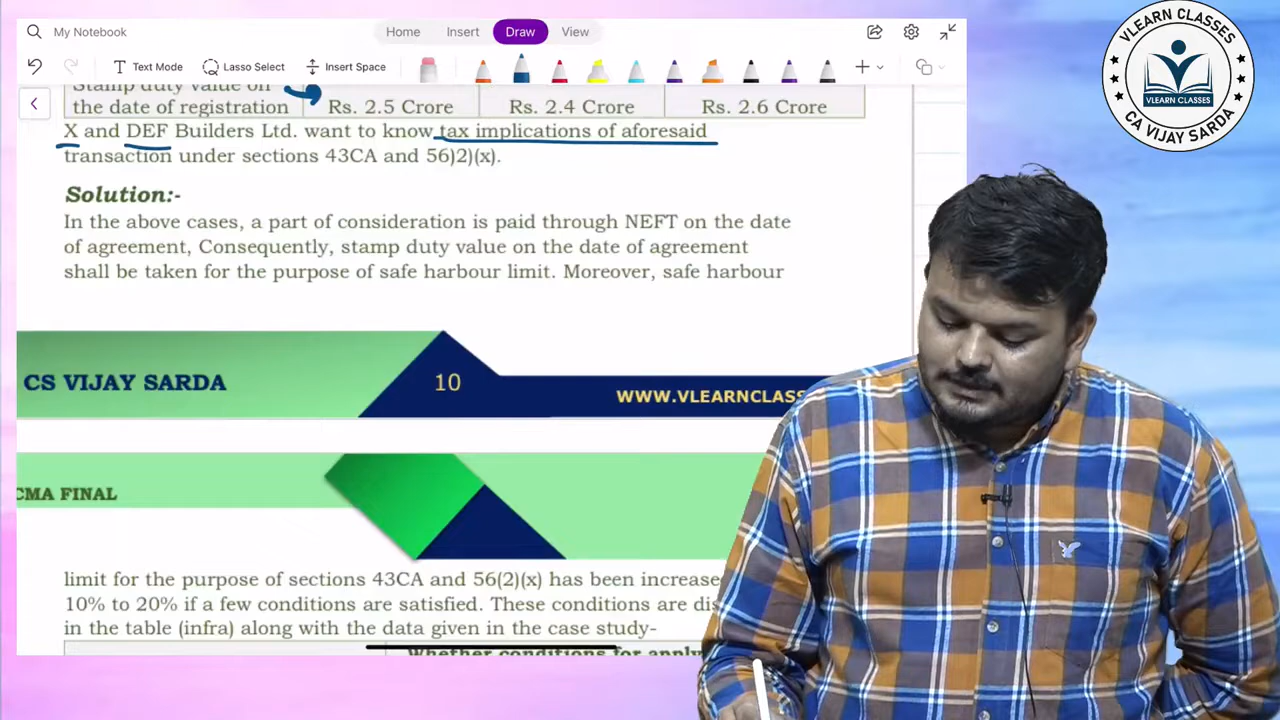 My Notebook
Home Insert Draw View
Text Mode Lasso Select Insert Space
Stamp duty value on
the date of registration Rs. 2.5 Crore Rs. 2.4 Crore Rs. 2.6 Crore
X and DEF Builders Ltd. want to know tax implications of aforesaid
transaction under sections 43CA and 56)2)(x).
Solution:-
In the above cases, a part of consideration is paid through NEFT on the date
of agreement, Consequently, stamp duty value on the date of agreement
shall be taken for the purpose of safe harbour limit. Moreover, safe harbour
CS VIJAY SARDA 10 WWW.VLEARNCLASS
CMA FINAL
limit for the purpose of sections 43CA and 56(2)(x) has been increase
10% to 20% if a few conditions are satisfied. These conditions are dis
in the table (infra) along with the data given in the case study-
Whether conditions for apply
VLEARN CLASSES
VLEARN CLASSES
CA VIJAY SARDA